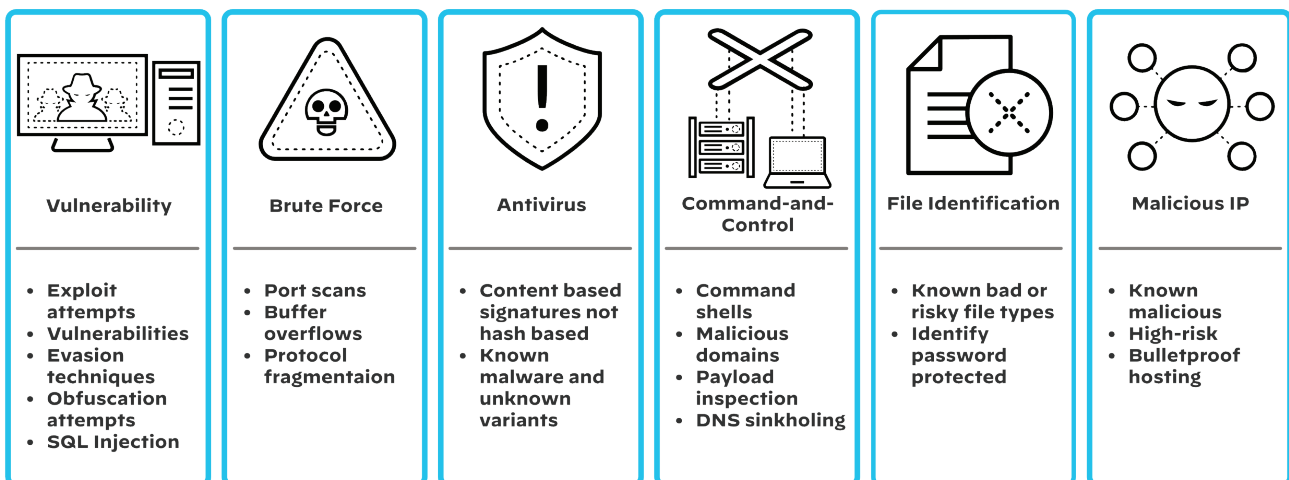 Vulnerability
• Exploit
attempts
• Vulnerabilities
• Evasion
techniques
• Obfuscation
attempts
• SQL Injection
Brute Force
• Port scans
• Buffer
overflows
• Protocol
fragmentaion
Antivirus
• Content based
signatures not
hash based
• Known
malware and
unknown
variants
Command-and-
Control
• Command
shells
• Malicious
domains
• Payload
inspection
• DNS sinkholing
File Identification
• Known bad or
risky file types
• Identify
password
protected
Malicious IP
• Known
malicious
• High-risk
• Bulletproof
hosting